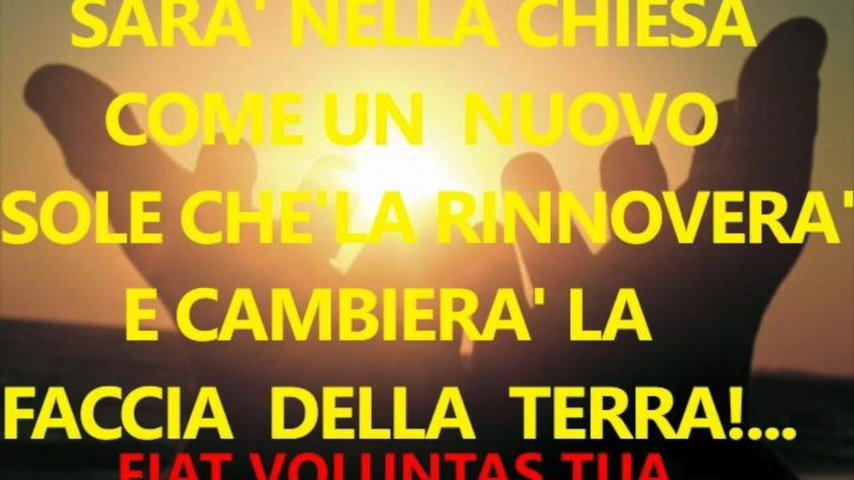 SARA' NELLA CHIESA
COME UN NUOVO
SOLE CHE'LA RINNOVERA'
E CAMBIERA' LA
FACCIA DELLA TERRA!...
FIAT VOLUNTAS TUA